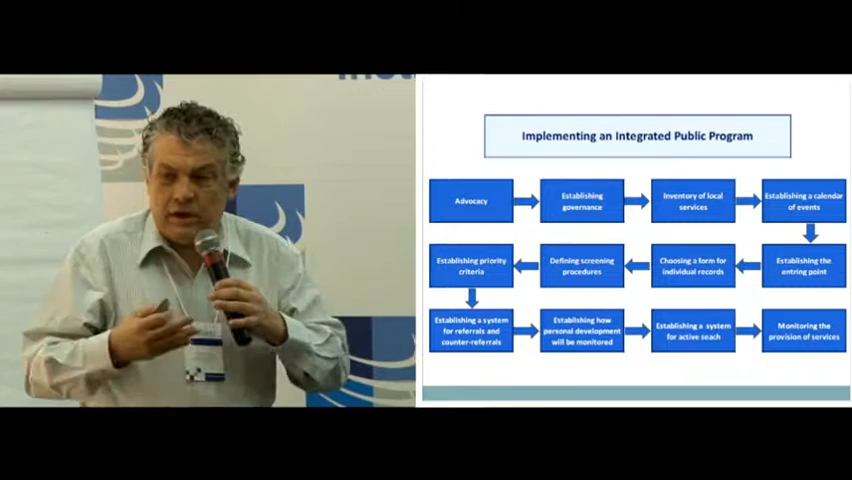 Implementing an Integrated Public Program
Advocacy
Establishing
governance
Inventory of local
services
Establishing a calendar
of events
Establishing priority
criteria
Defining screening
procedures
Choosing a form for
individual records
Establishing the
entring point
Establishing a system
for referrals and
counter-referrals
Establishing how
personal development
will be monitored
Establishing a system
for active seach
Monitoring the
provision of services